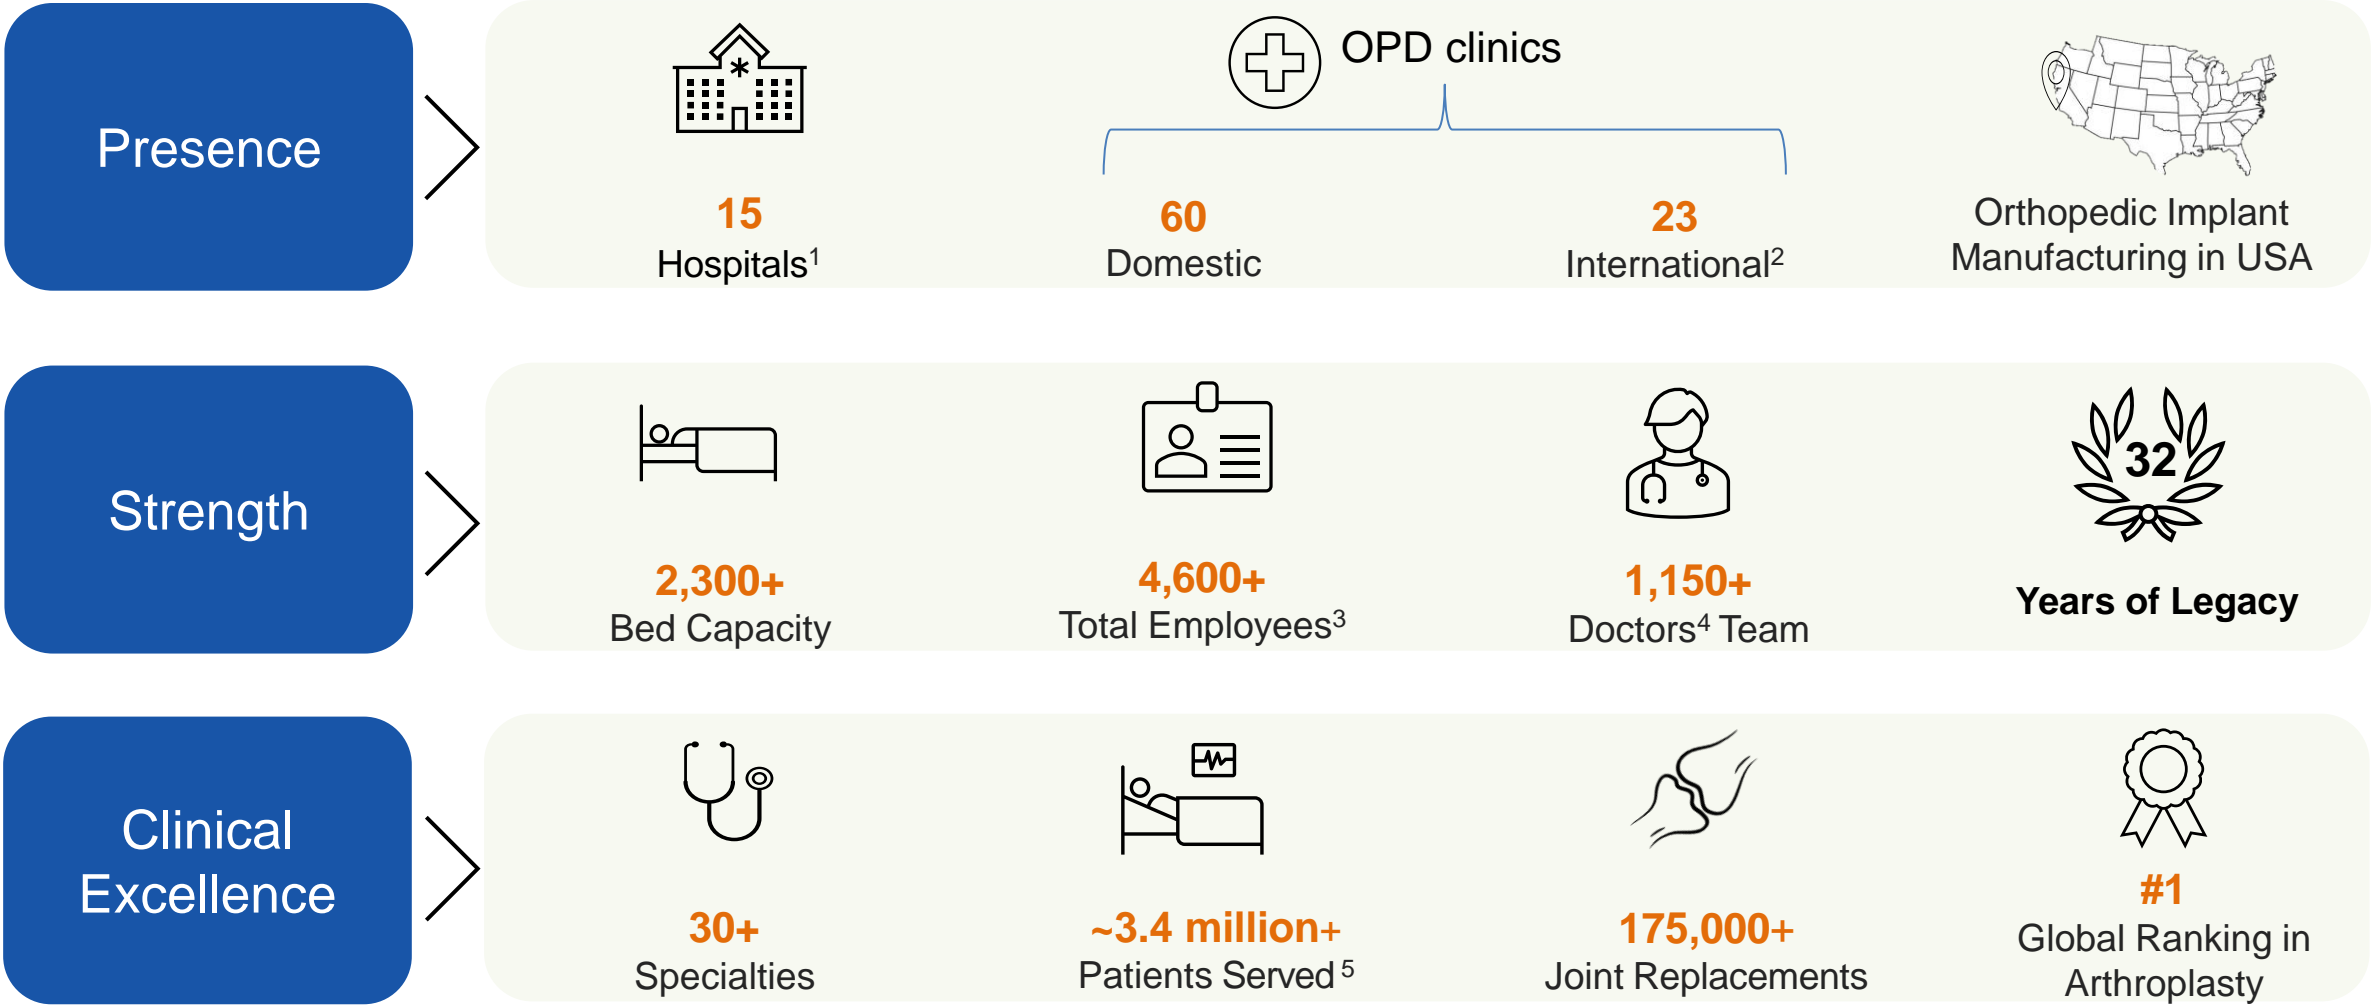 Presence
OPD clinics
15
Hospitals¹
60
Domestic
23
International²
Orthopedic Implant
Manufacturing in USA
Strength
2,300+
Bed Capacity
4,600+
Total Employees³
1,150+
Doctors⁴ Team
32
Years of Legacy
Clinical
Excellence
30+
Specialties
~3.4 million+
Patients Served ⁵
175,000+
Joint Replacements
#1
Global Ranking in
Arthroplasty